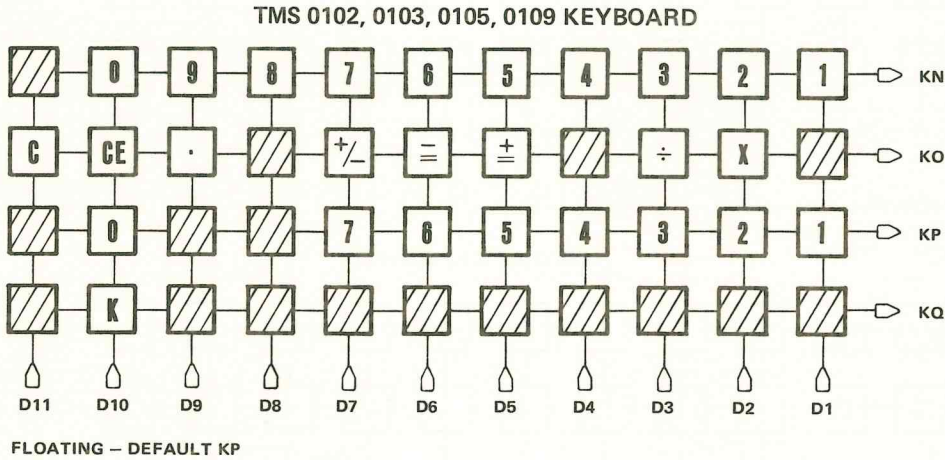 TMS 0102, 0103, 0105, 0109 KEYBOARD
0 9 8 7 6 5 4 3 2 1 KN
C CE · +/- – = + = ÷ X KO
0 7 6 5 4 3 2 1 KP
K KQ
D11 D10 D9 D8 D7 D6 D5 D4 D3 D2 D1
FLOATING – DEFAULT KP